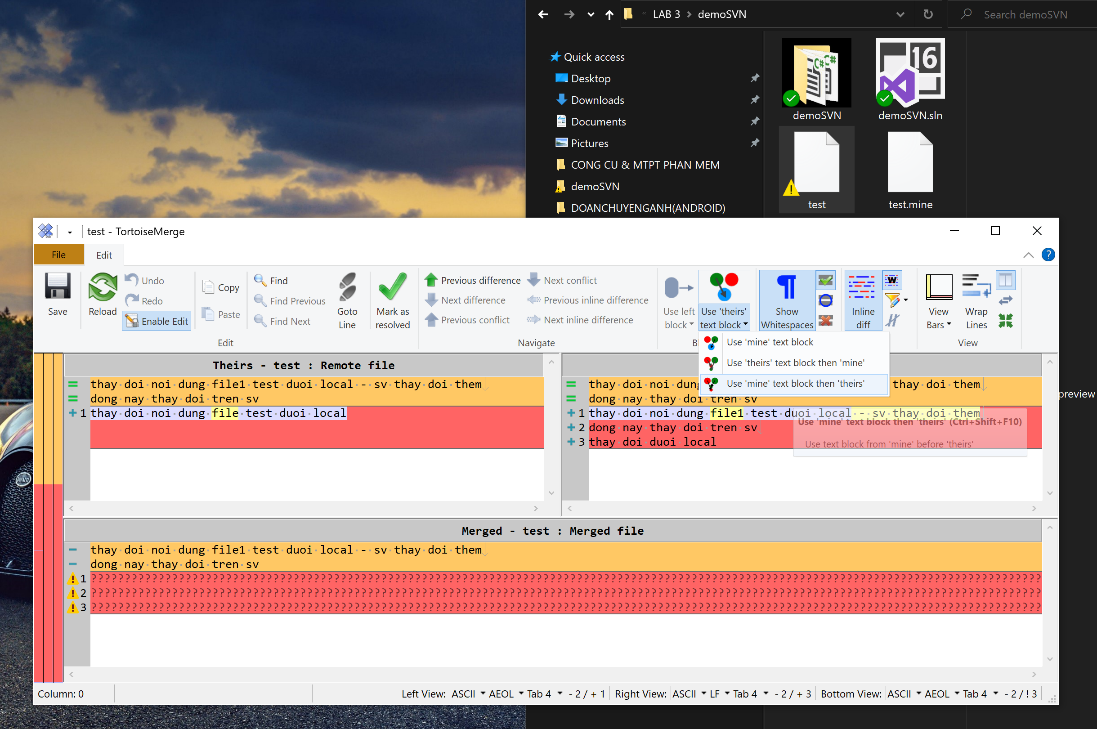 LAB 3 > demoSVN
Search demoSVN
Quick access
Desktop
Downloads
Documents
Pictures
CONG CU & MTPT PHAN MEM
demoSVN
DOANCHUYENGANH(ANDROID)
demoSVN
demoSVN.sln
test
test.mine
16
C#
C#
preview
test - TortoiseMerge
File
Edit
Save
Reload
Undo
Redo
Enable Edit
Copy
Paste
Find
Find Previous
Find Next
Edit
Goto
Line
Mark as
resolved
Previous difference
Next difference
Previous conflict
Next conflict
Previous inline difference
Next inline difference
Navigate
Use left
block
Use 'theirs'
text block
Show
Whitespaces
Inline
diff
View
Bars
Wrap
Lines
View
Use 'mine' text block
Use 'theirs' text block then 'mine'
Use 'mine' text block then 'theirs'
Use 'mine' text block then 'theirs' (Ctrl+Shift+F10)
Use text block from 'mine' before 'theirs'
Theirs - test : Remote file
thay·doi·noi·dung·file1·test·duoi·local·-·sv·thay·doi·them
dong·nay·thay·doi·tren·sv
1 thay·doi·noi·dung·file·test·duoi·local
thay·do
thay·doi·them
dong·nay·thay·doi·tren·sv
1 thay·doi·noi·dung·file1·test·duoi·local·-·sv·thay·doi·them
2 dong·nay·thay·doi·tren·sv
3 thay·doi·duoi·local
Merged - test : Merged file
thay·doi·noi·dung·file1·test·duoi·local·-·sv·thay·doi·them
dong·nay·thay·doi·tren·sv
1
2
3
Column: 0
Left View: ASCII AEOL Tab 4 - 2 / + 1
Right View: ASCII LF Tab 4 - 2 / + 3
Bottom View: ASCII AEOL Tab 4 - 2 / ! 3